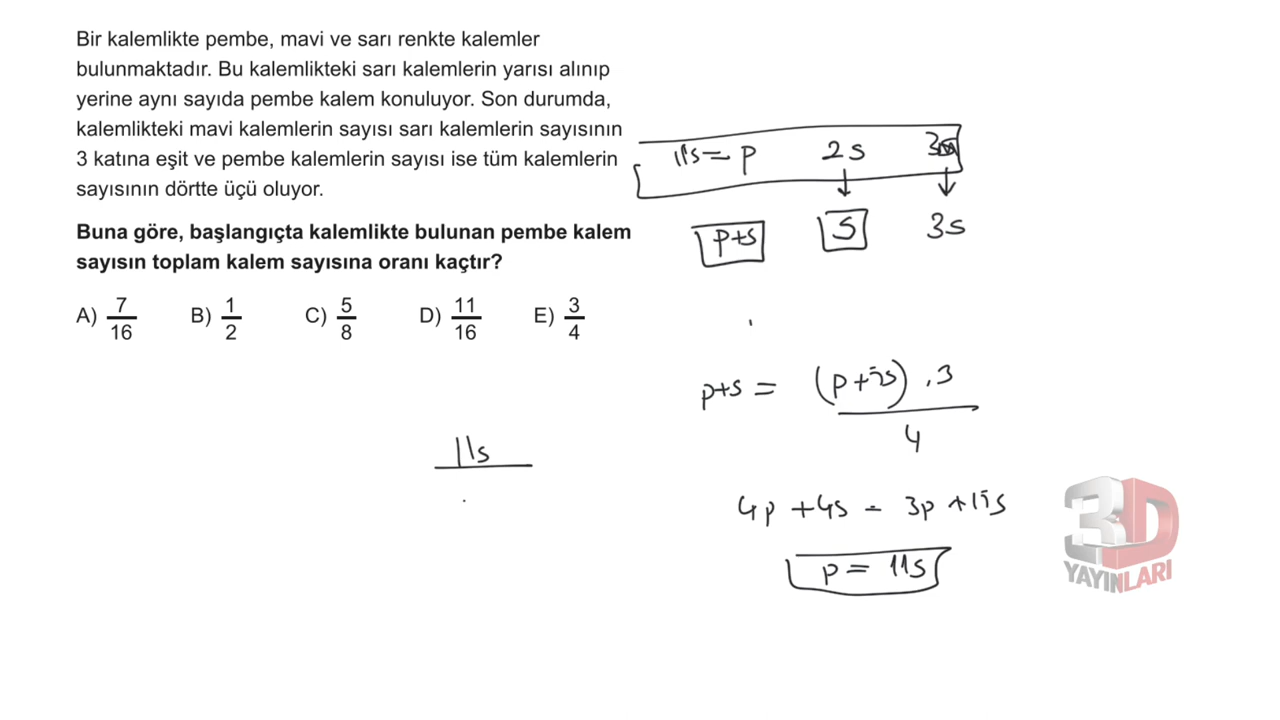 Bir kalemlikte pembe, mavi ve sarı renkte kalemler
bulunmaktadır. Bu kalemlikteki sarı kalemlerin yarısı alınıp
yerine aynı sayıda pembe kalem konuluyor. Son durumda,
kalemlikteki mavi kalemlerin sayısı sarı kalemlerin sayısının
3 katına eşit ve pembe kalemlerin sayısı ise tüm kalemlerin
sayısının dörtte üçü oluyor.
Buna göre, başlangıçta kalemlikte bulunan pembe kalem
sayısın toplam kalem sayısına oranı kaçtır?
A) 7/16 B) 1/2 C) 5/8 D) 11/16 E) 3/4
11s = p 2s 3
p+s s 3s
p+s = (p+5s).3 / 4
4p + 4s = 3p + 15s
p = 11s
11s
3D
YAYINLARI